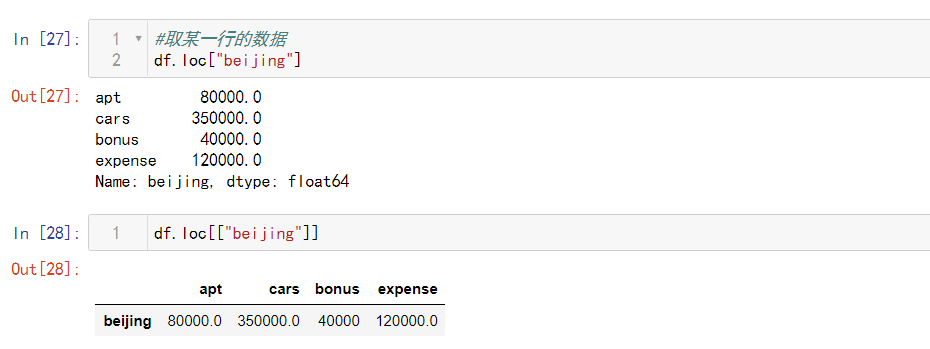 In [27]:
1 #取某一行的数据
2 df.loc["beijing"]
Out[27]:
apt 80000.0
cars 350000.0
bonus 40000.0
expense 120000.0
Name: beijing, dtype: float64
In [28]:
1 df.loc[["beijing"]]
Out[28]:
apt cars bonus expense
beijing 80000.0 350000.0 40000 120000.0